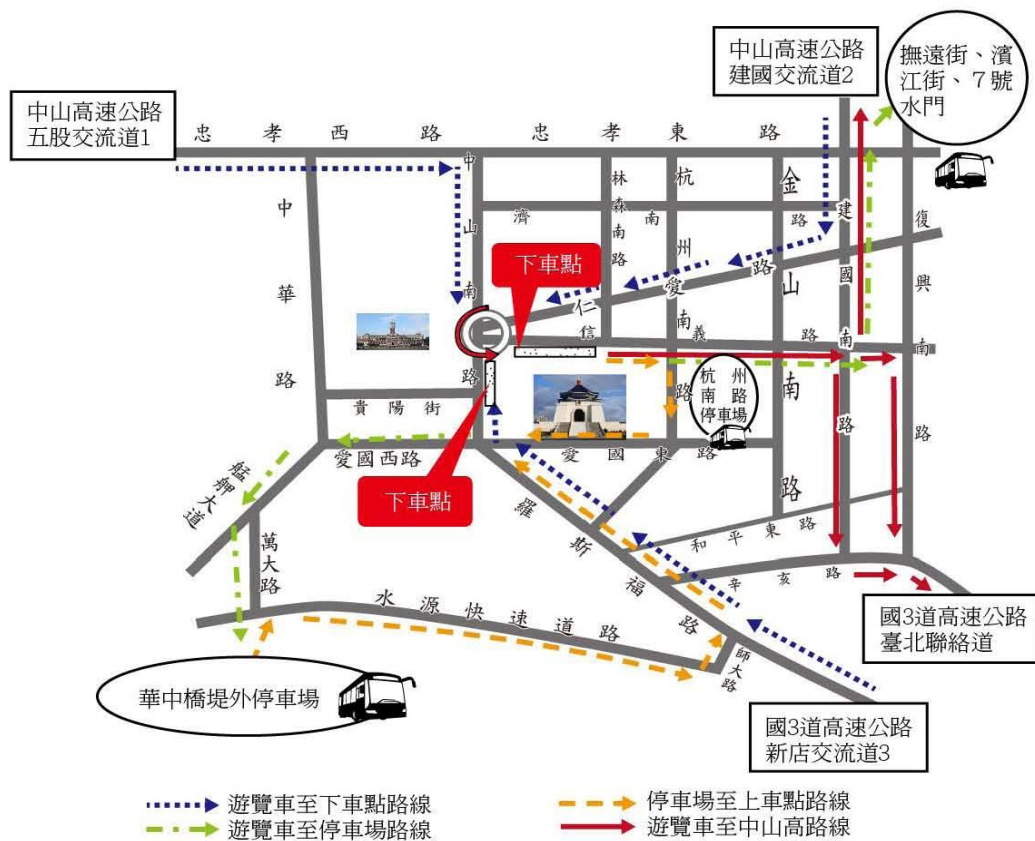 中山高速公路
建國交流道2
撫遠街、濱
江街、７號
水門
中山高速公路
五股交流道1
忠孝西路
忠孝東路
中山南路
林森南路
杭州南路
金山南路
濟南路
建國南路
復興南路
中華路
仁愛路
下車點
信義路
杭州
南路
停車場
貴陽街
愛國西路
愛國東路
下車點
艋舺大道
萬大路
羅斯福路
和平東路
辛亥路
水源快速道路
師大路
國3道高速公路
臺北聯絡道
華中橋堤外停車場
國3道高速公路
新店交流道3
遊覽車至下車點路線
停車場至上車點路線
遊覽車至停車場路線
遊覽車至中山高路線